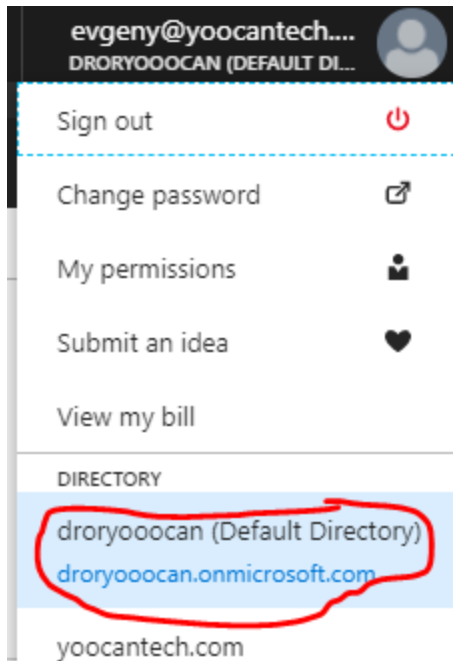 evgeny@yoocantech....
DRORYOOOCAN (DEFAULT DI...
Sign out
Change password
My permissions
Submit an idea
View my bill
DIRECTORY
droryooocan (Default Directory)
droryooocan.onmicrosoft.com
yoocantech.com